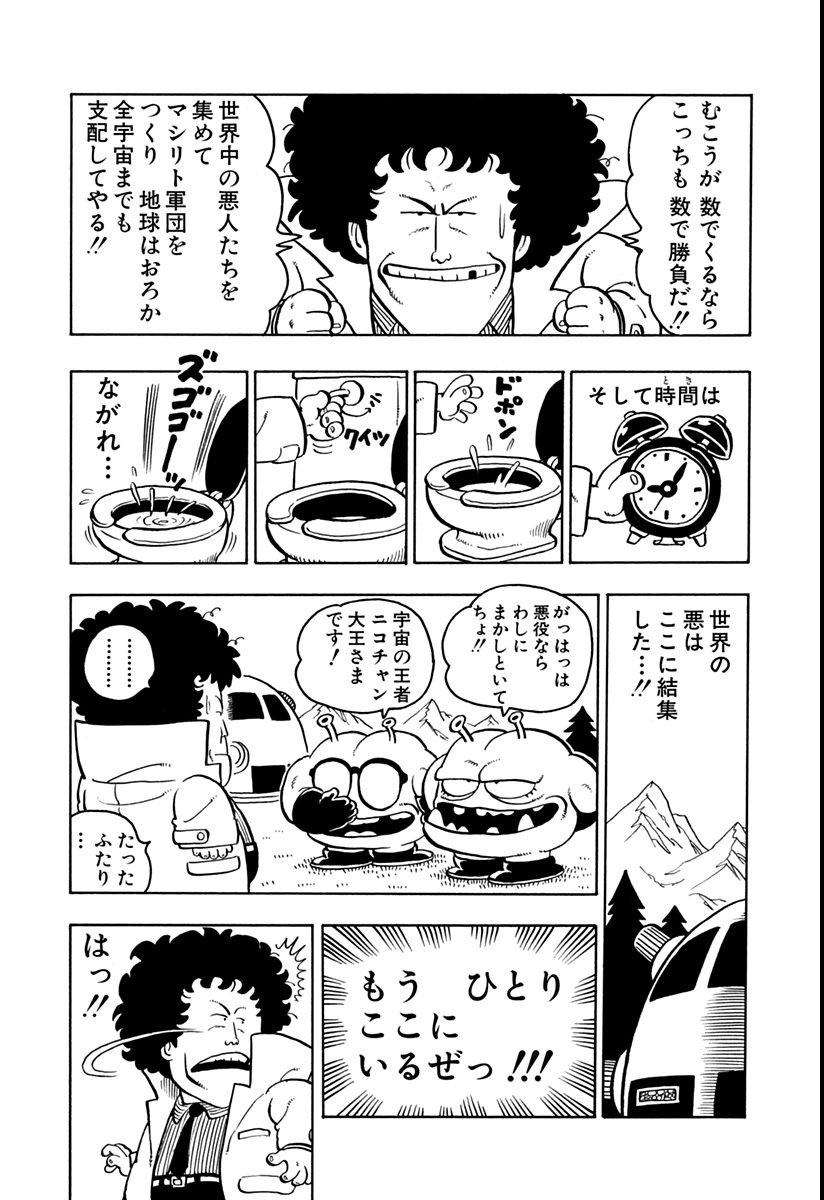 むこうが 数でくるなら
こっちも 数で勝負だ!!
世界中の悪人たちを
集めて
マシリト軍団を
つくり 地球はおろか
全宇宙までも
支配してやる!!
そして時間は
とき
ドポン
クイッ
ズゴゴーッ
ながれ…
世界の
悪は
ここに結集
した…!!
がっはっは
悪役なら
わしに
まかしといて
ちょ!!
宇宙の王者
ニコチャン
大王さま
です!
………
………
たった
ふたり
…
もう ひとり
ここに
いるぜっ!!!
はっ!!